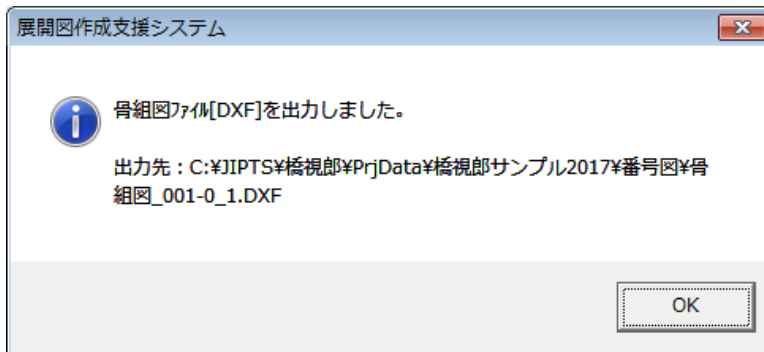 展開図作成支援システム
骨組図ﾌｧｲﾙ[DXF]を出力しました。
出力先：C:¥JIPTS¥橋視郎¥PrjData¥橋視郎サンプル2017¥番号図¥骨
組図_001-0_1.DXF
OK